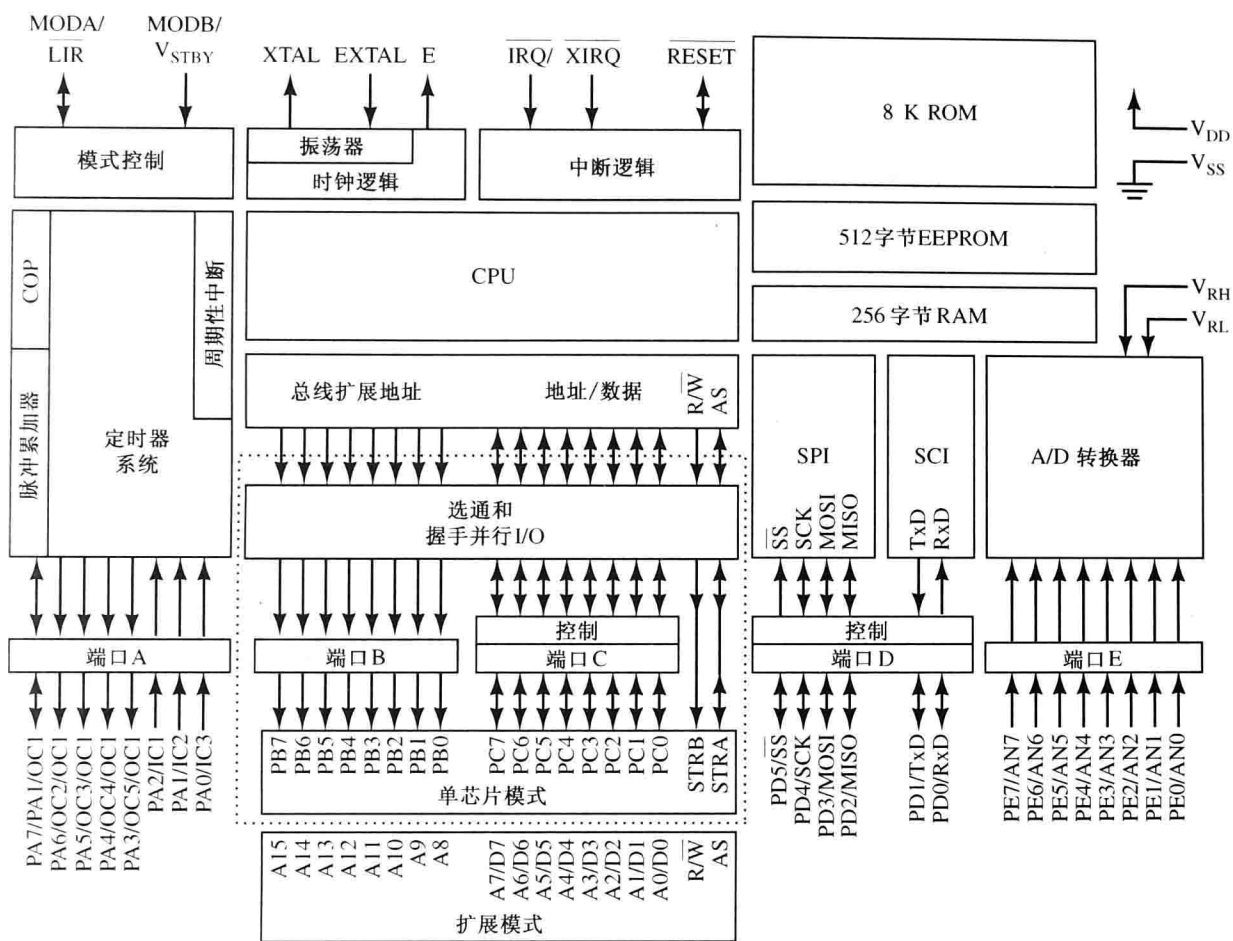 MODA/
LIR
MODB/
VSTBY
XTAL EXTAL E
IRQ/ XIRQ
RESET
模式控制
振荡器
时钟逻辑
中断逻辑
8 K ROM
VDD
VSS
COP
脉冲累加器
定时器
系统
周期性中断
CPU
512字节EEPROM
256 字节RAM
VRH
VRL
总线扩展地址
地址/数据
R/W
AS
选通和
握手并行I/O
SPI
SS
SCK
MOSI
MISO
SCI
TxD
RxD
A/D 转换器
端口A
端口B
控制
端口C
控制
端口D
端口E
PA7/PA1/OC1
PA6/OC2/OC1
PA5/OC3/OC1
PA4/OC4/OC1
PA3/OC5/OC1
PA2/IC1
PA1/IC2
PA0/IC3
PB7
PB6
PB5
PB4
PB3
PB2
PB1
PB0
PC7
PC6
PC5
PC4
PC3
PC2
PC1
PC0
STRB
STRA
单芯片模式
PD5/SS
PD4/SCK
PD3/MOSI
PD2/MISO
PD1/TxD
PD0/RxD
PE7/AN7
PE6/AN6
PE5/AN5
PE4/AN4
PE3/AN3
PE2/AN2
PE1/AN1
PE0/AN0
A15
A14
A13
A12
A11
A10
A9
A8
A7/D7
A6/D6
A5/D5
A4/D4
A3/D3
A2/D2
A1/D1
A0/D0
R/W
AS
扩展模式